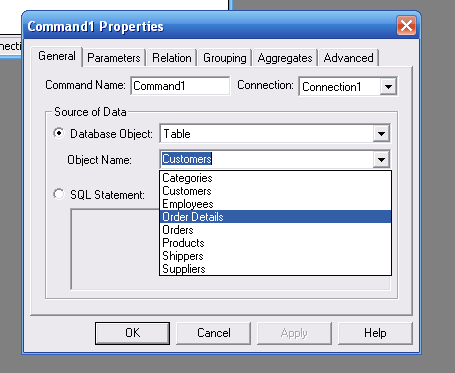 Command1 Properties
necti
General Parameters Relation Grouping Aggregates Advanced
Command Name: Command1 Connection: Connection1
Source of Data
Database Object: Table
Object Name: Customers
Categories
Customers
Employees
Order Details
Orders
Products
Shippers
Suppliers
SQL Statement:
OK Cancel Apply Help